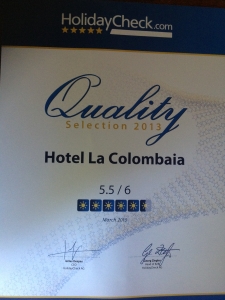 HolidayCheck.com
Quality
Selection 2013
Hotel La Colombaia
5.5 / 6